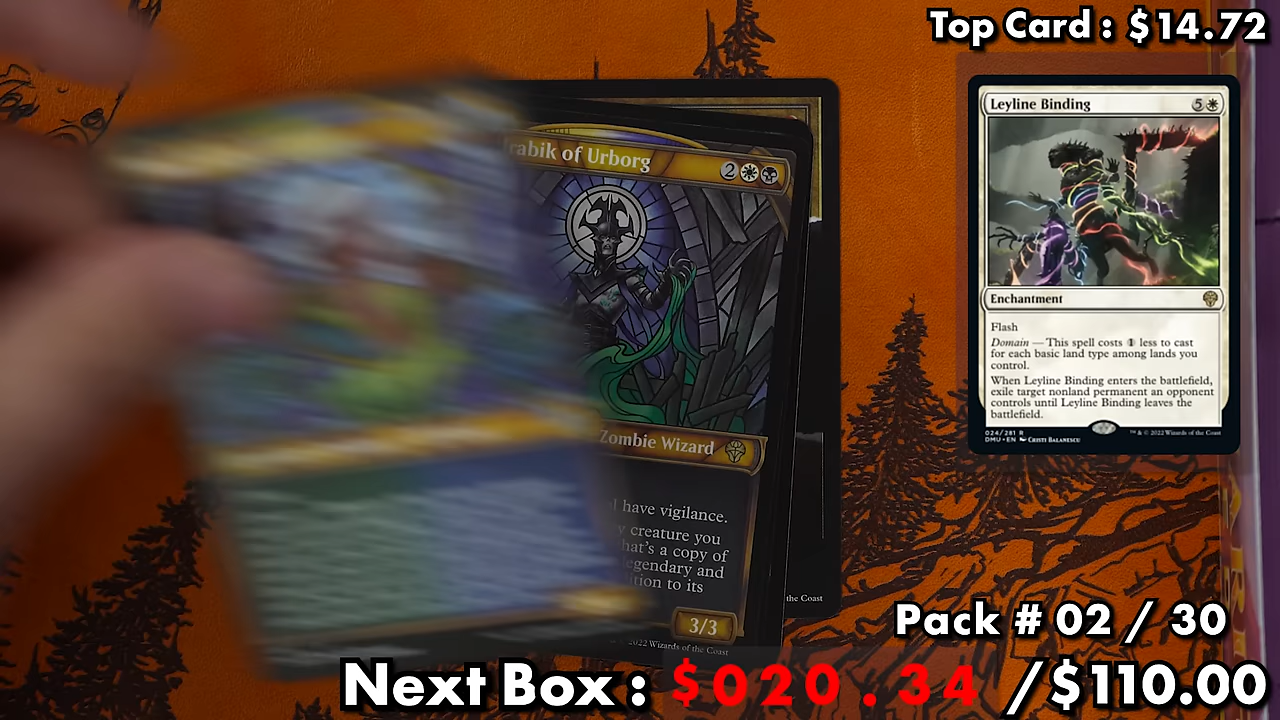 Top Card : $14.72
Leyline Binding 5
Enchantment
Flash
Domain — This spell costs 1 less to cast
for each basic land type among lands you
control.
When Leyline Binding enters the battlefield,
exile target nonland permanent an opponent
controls until Leyline Binding leaves the
battlefield.
024/281 R
DMU • EN CRISTI BALANESCU
™ & © 2022 Wizards of the Coast
rabik of Urborg 2
Zombie Wizard
have vigilance.
creature you
hat's a copy of
egendary and
ition to its
3/3
2022 Wizards of the Coast
the Coast
Pack # 02 / 30
Next Box : $020.34 /$110.00